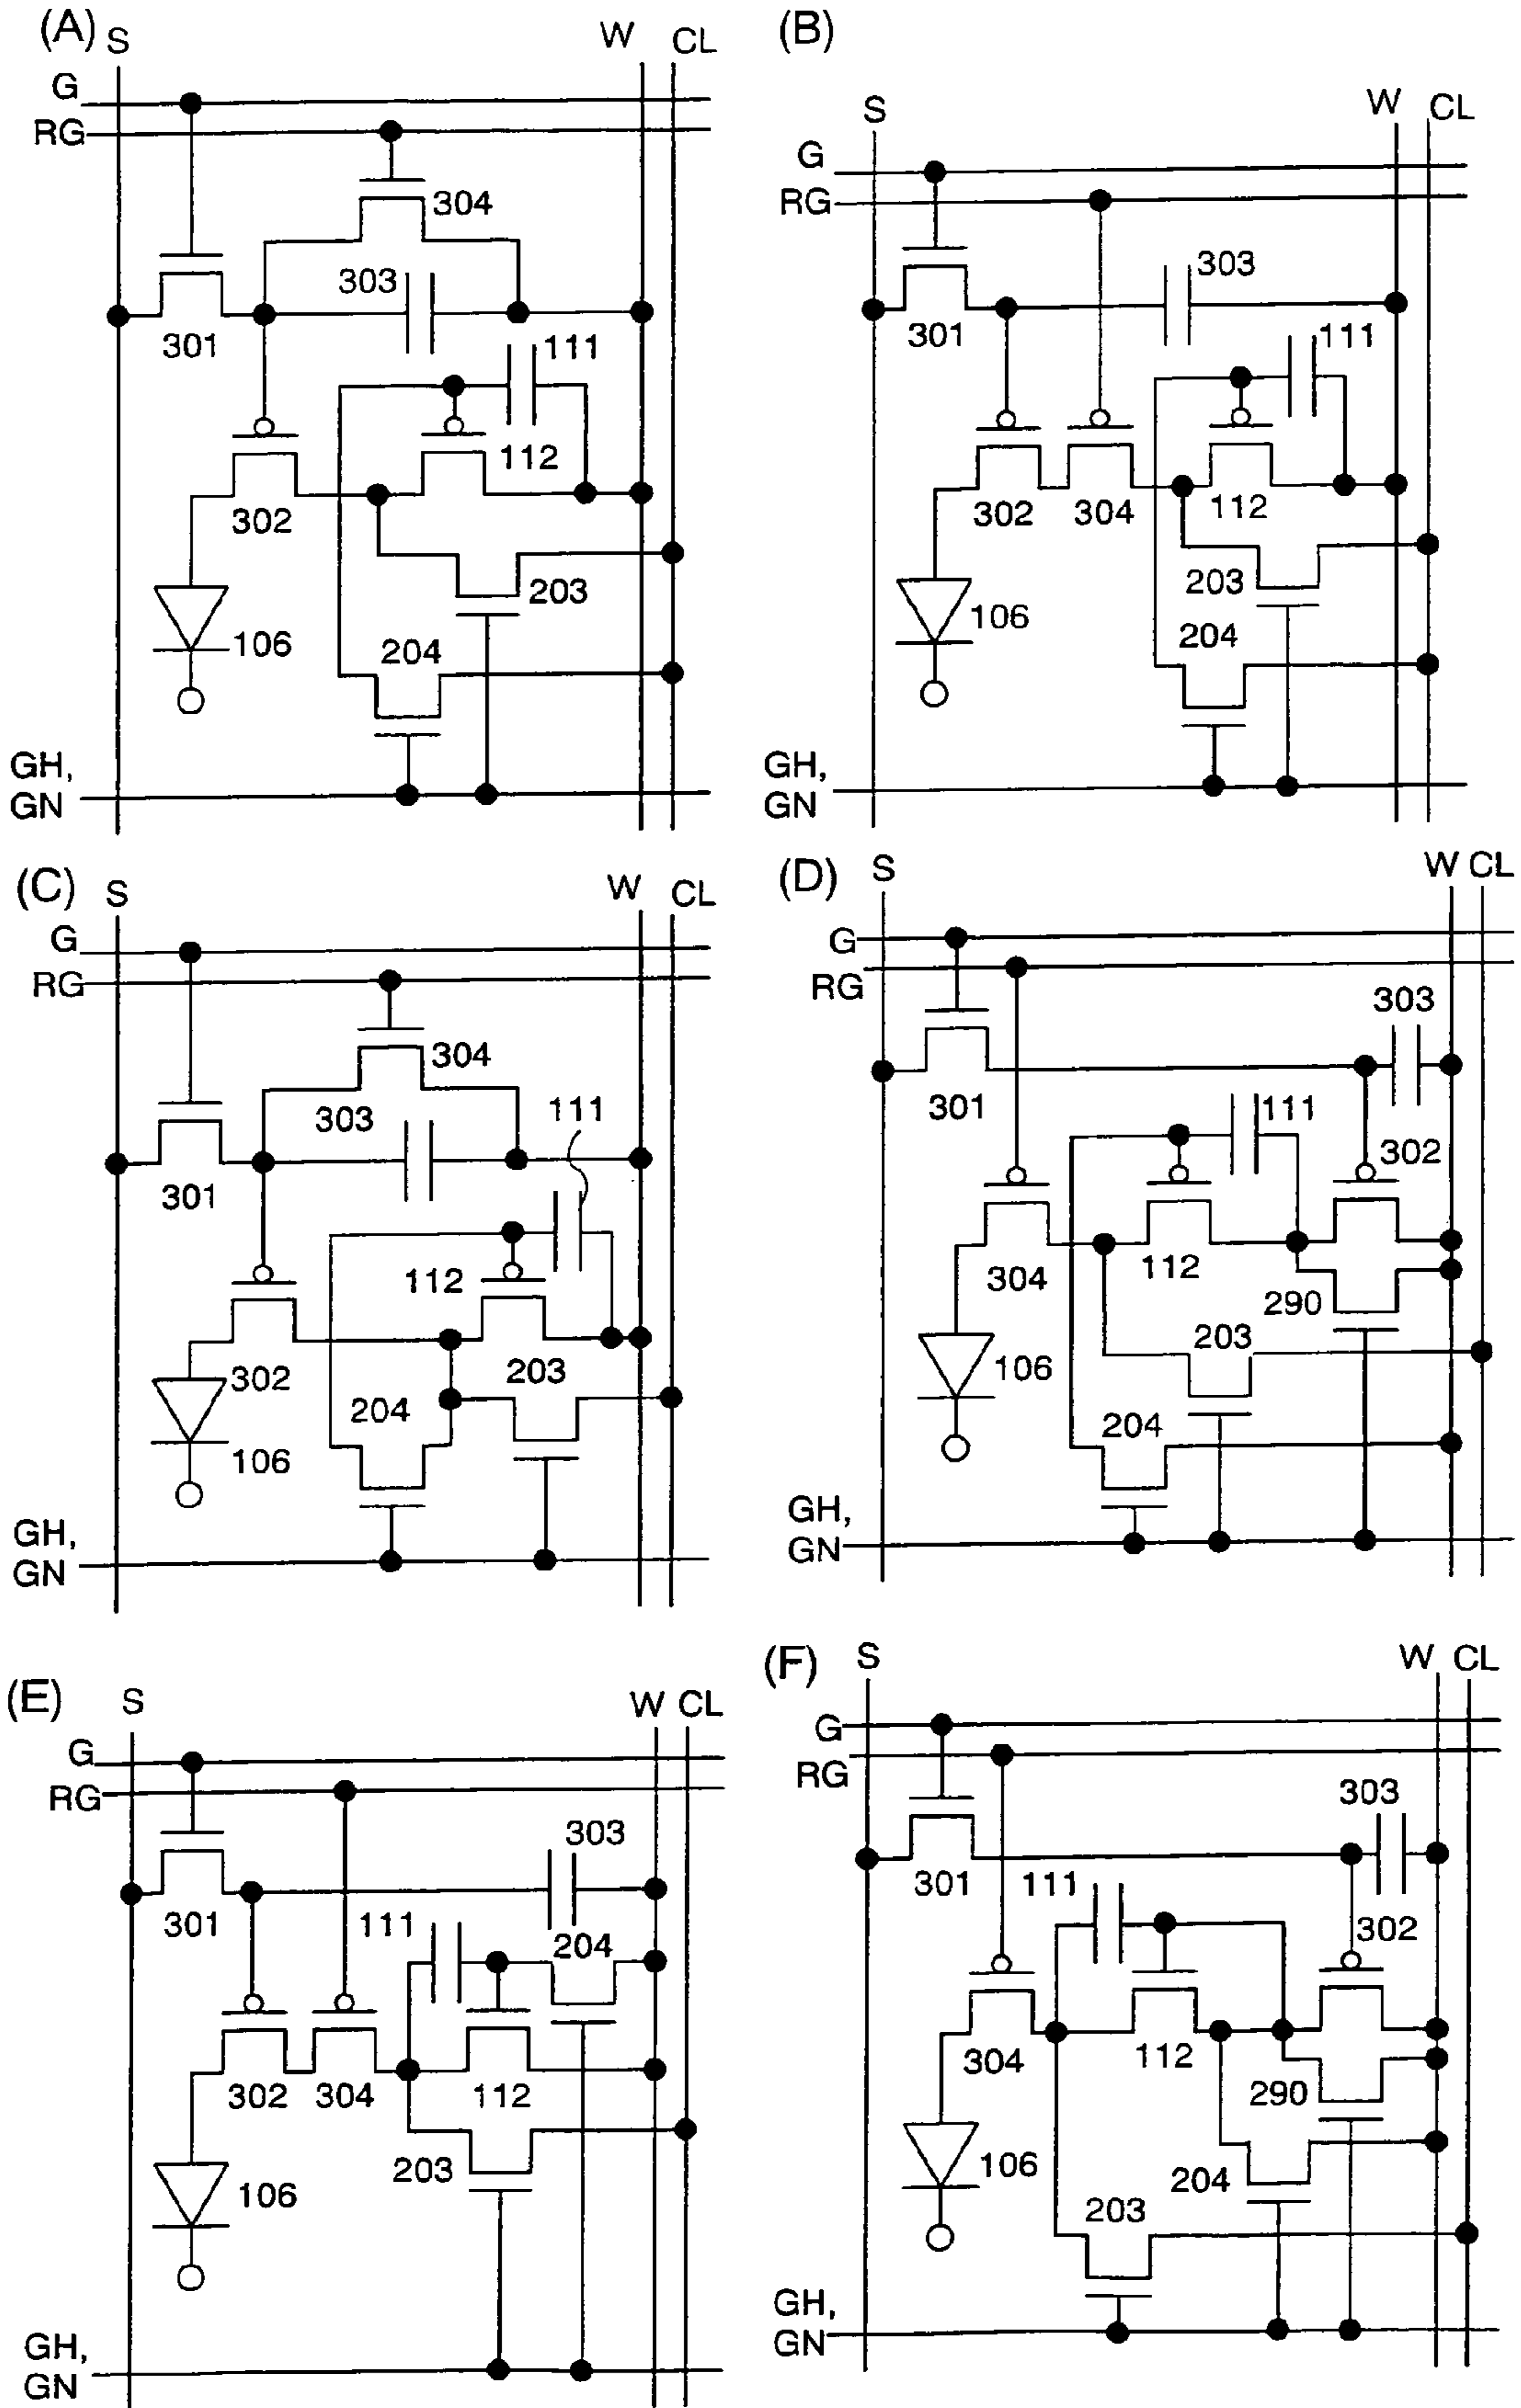 (A) S W CL
G
RG
304
303
301
111
112
302
203
106
204
GH,
GN
(B)
S W CL
G
RG
303
301
111
302 304 112
203
106
204
GH,
GN
(C) S W CL
G
RG
304
303 111
301
112
302 203
204
106
GH,
GN
(D) S W CL
G
RG
303
301 111
302
304 112
290
203
106
204
GH,
GN
(E) S W CL
G
RG
303
301 111
204
302 304 112
203
106
GH,
GN
(F) S W CL
G
RG
303
301 111
302
304 112
290
106
204
203
GH,
GN